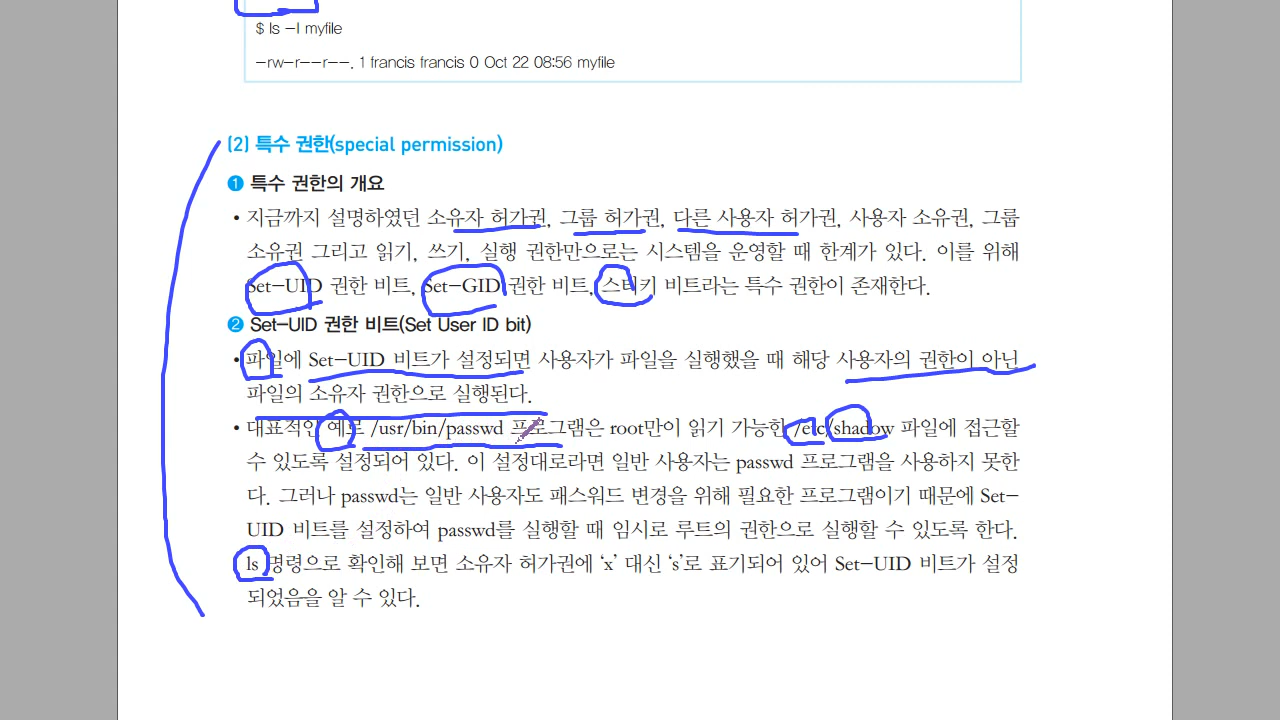 $ ls -l myfile
-rw-r--r--. 1 francis francis 0 Oct 22 08:56 myfile
(2) 특수 권한(special permission)
❶ 특수 권한의 개요
• 지금까지 설명하였던 소유자 허가권, 그룹 허가권, 다른 사용자 허가권, 사용자 소유권, 그룹
소유권 그리고 읽기, 쓰기, 실행 권한만으로는 시스템을 운영할 때 한계가 있다. 이를 위해
Set-UID 권한 비트, Set-GID 권한 비트, 스티키 비트라는 특수 권한이 존재한다.
❷ Set-UID 권한 비트(Set User ID bit)
• 파일에 Set-UID 비트가 설정되면 사용자가 파일을 실행했을 때 해당 사용자의 권한이 아닌
파일의 소유자 권한으로 실행된다.
• 대표적인 예로 /usr/bin/passwd 프로그램은 root만이 읽기 가능한 /etc/shadow 파일에 접근할
수 있도록 설정되어 있다. 이 설정대로라면 일반 사용자는 passwd 프로그램을 사용하지 못한
다. 그러나 passwd는 일반 사용자도 패스워드 변경을 위해 필요한 프로그램이기 때문에 Set-
UID 비트를 설정하여 passwd를 실행할 때 임시로 루트의 권한으로 실행할 수 있도록 한다.
ls 명령으로 확인해 보면 소유자 허가권에 ‘x’ 대신 ‘s’로 표기되어 있어 Set-UID 비트가 설정
되었음을 알 수 있다.